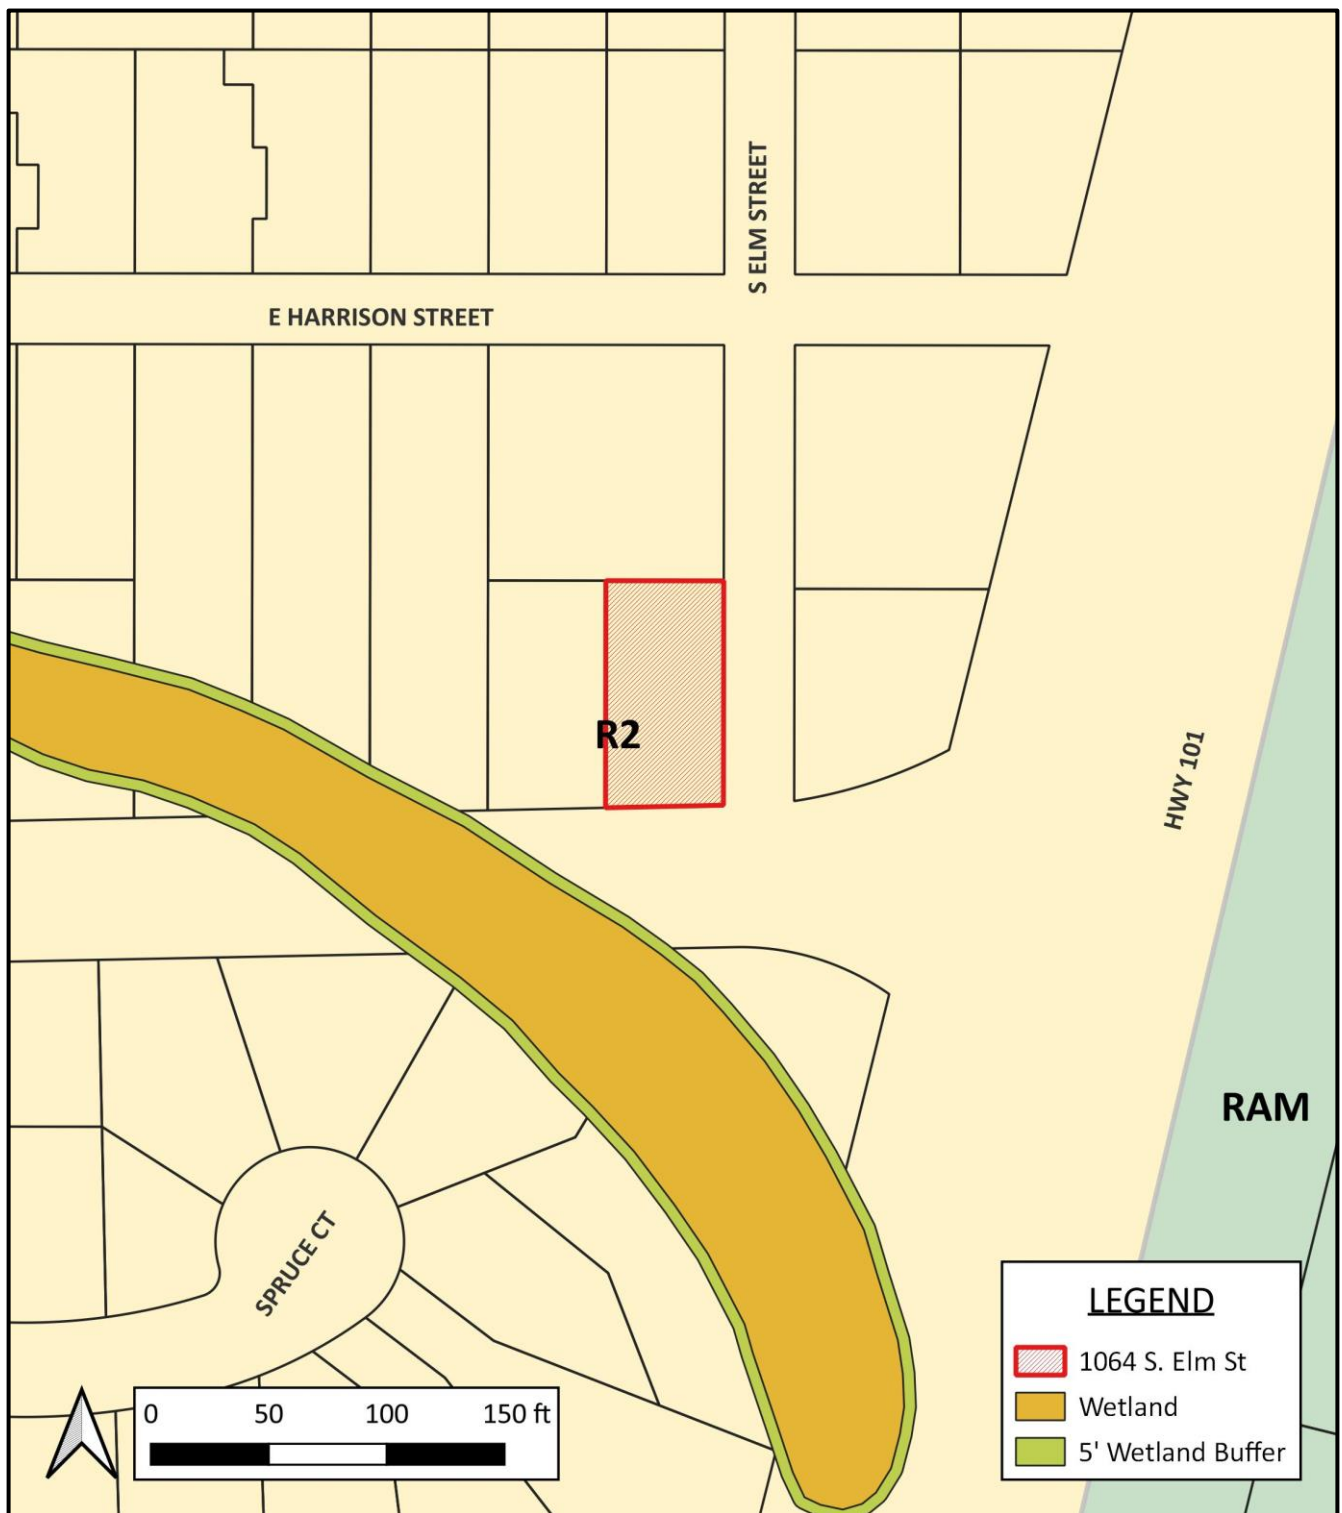 S ELM STREET
E HARRISON STREET
R2
HWY 101
RAM
SPRUCE CT
LEGEND
1064 S. Elm St
Wetland
5' Wetland Buffer
0 50 100 150 ft